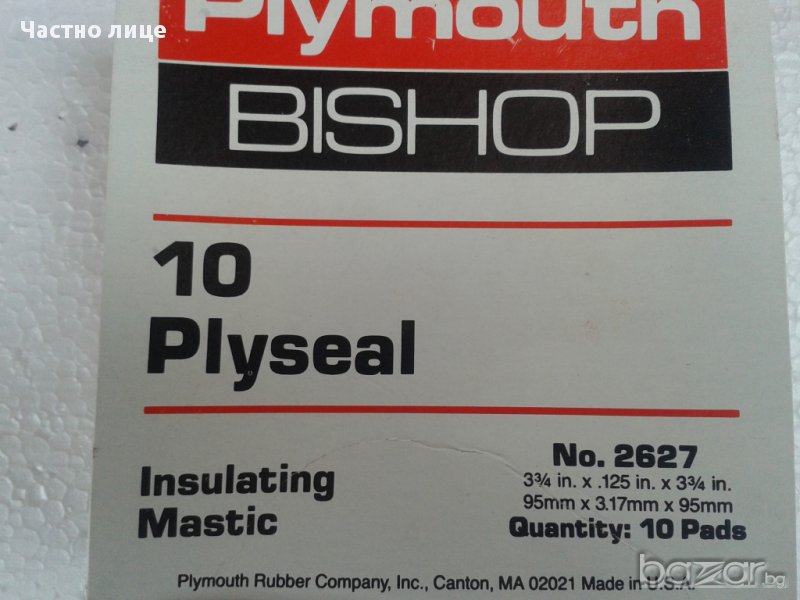 Частно лице
Plymouth
BISHOP
10
Plyseal
Insulating
Mastic
No. 2627
3¾ in. x .125 in. x 3¾ in.
95mm x 3.17mm x 95mm
Quantity: 10 Pads
Plymouth Rubber Company, Inc., Canton, MA 02021 Made in U.S.A.
bazar.bg